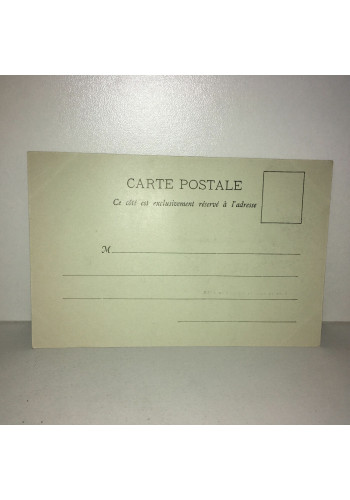 CARTE POSTALE
Ce côté est exclusivement réservé à l'adresse
M